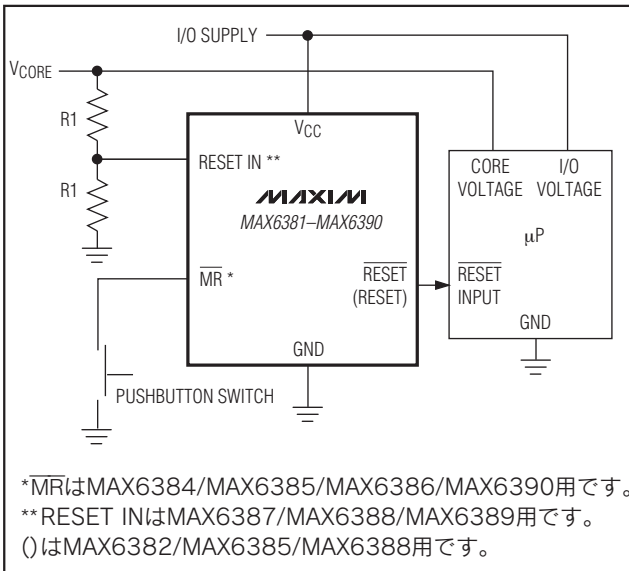 I/O SUPPLY
VCORE
R1
VCC
RESET IN **
R1
MAXIM
MAX6381–MAX6390
MR *
RESET
(RESET)
GND
PUSHBUTTON SWITCH
CORE
VOLTAGE
I/O
VOLTAGE
μP
RESET
INPUT
GND
*MRはMAX6384/MAX6385/MAX6386/MAX6390用です。
**RESET INはMAX6387/MAX6388/MAX6389用です。
()はMAX6382/MAX6385/MAX6388用です。